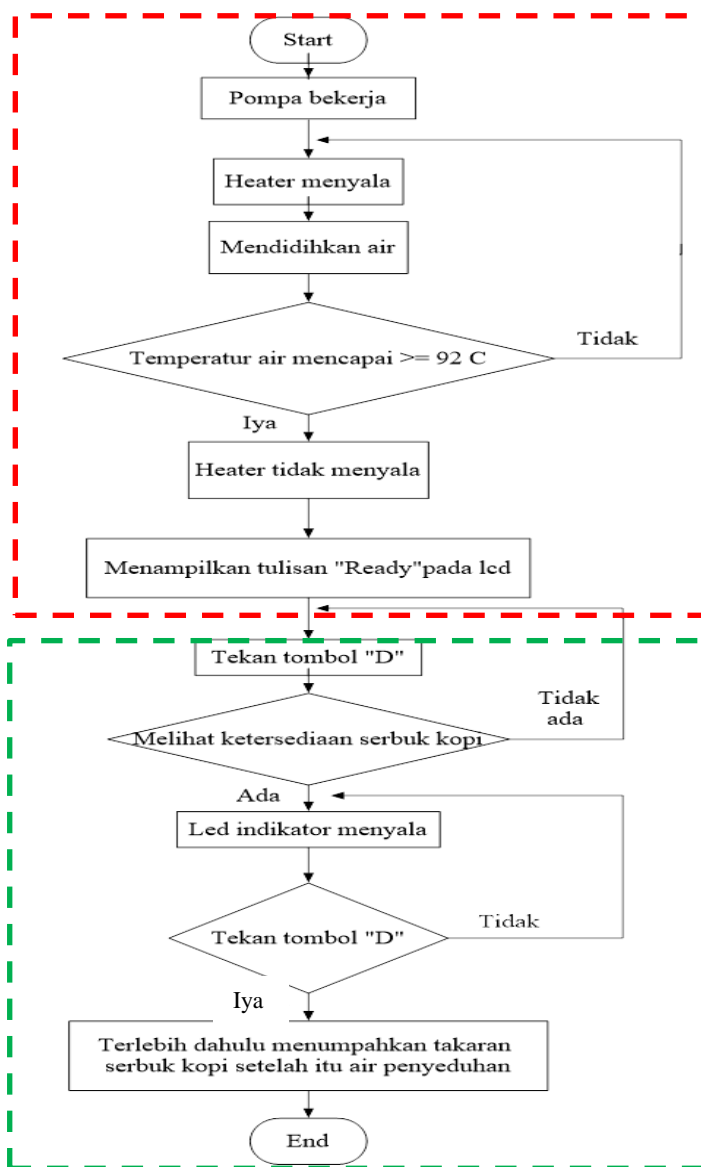 Start
Pompa bekerja
Heater menyala
Mendidihkan air
Temperatur air mencapai >= 92 C
Tidak
Iya
Heater tidak menyala
Menampilkan tulisan "Ready"pada lcd
Tekan tombol "D"
Melihat ketersediaan serbuk kopi
Tidak
ada
Ada
Led indikator menyala
Tekan tombol "D"
Tidak
Iya
Terlebih dahulu menumpahkan takaran
serbuk kopi setelah itu air penyeduhan
End